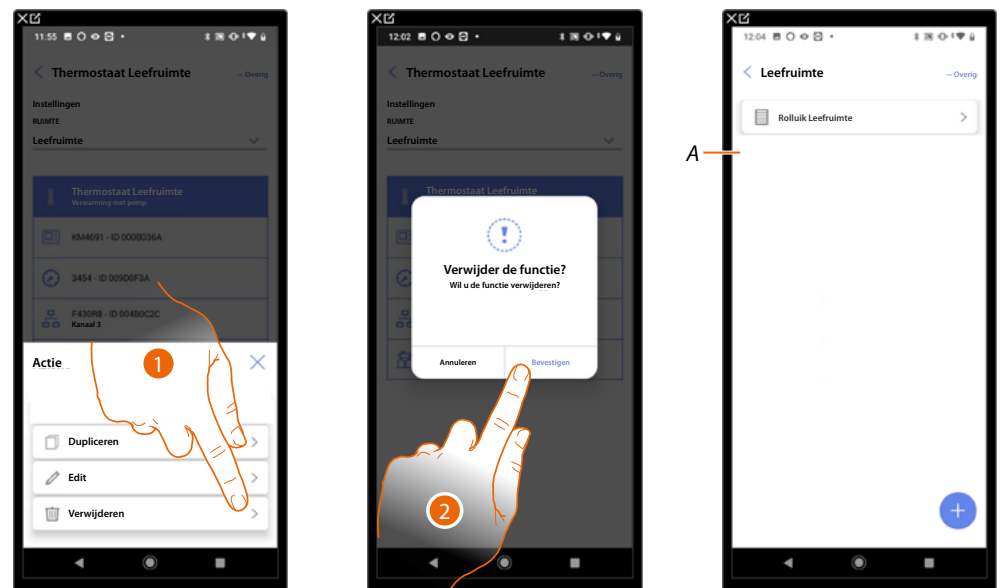 11:55
Thermostaat Leefruimte
-- Overig
Instellingen
RUIMTE
Leefruimte
Thermostaat Leefruimte
Verwarming met pomp
KM4691 - ID 0008036A
3454 - ID 009D0F3A
F430R8 - ID 004B0C2C
Kanaal 3
Actie
1
Dupliceren
Edit
Verwijderen
12:02
Thermostaat Leefruimte
-- Overig
Instellingen
RUIMTE
Leefruimte
Thermostaat Leefruimte
Verwijder de functie?
Wil u de functie verwijderen?
Annuleren
Bevestigen
2
12:04
Leefruimte
-- Overig
Rolluik Leefruimte
A